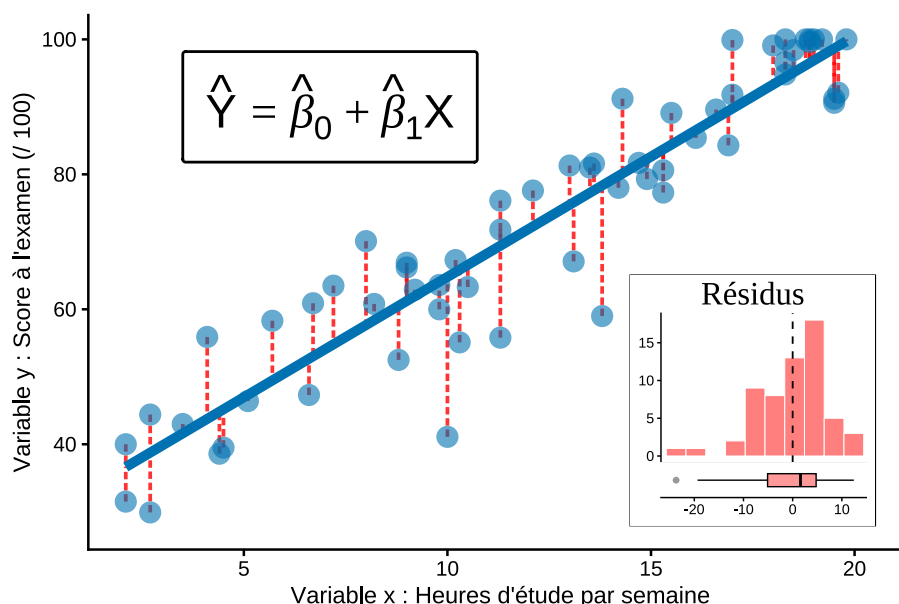 Variable y : Score à l'examen (/ 100)
100
80
60
40
Ŷ = β̂₀ + β̂₁X
Résidus
15
10
5
0
-20 -10 0 10
5 10 15 20
Variable x : Heures d'étude par semaine